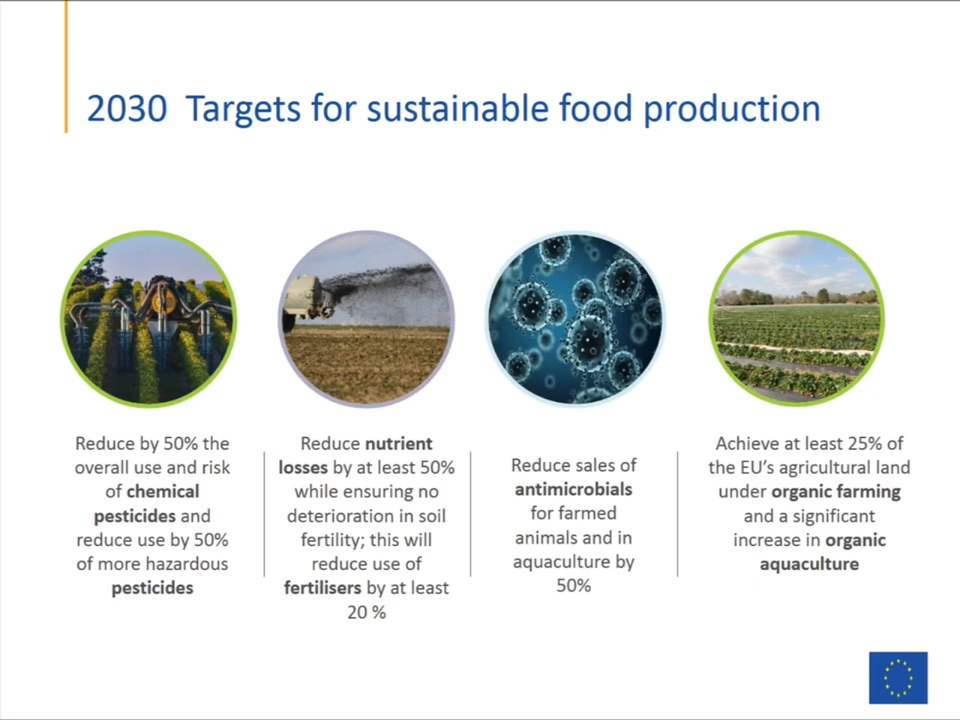 2030 Targets for sustainable food production
Reduce by 50% the
overall use and risk
of chemical
pesticides and
reduce use by 50%
of more hazardous
pesticides
Reduce nutrient
losses by at least 50%
while ensuring no
deterioration in soil
fertility; this will
reduce use of
fertilisers by at least
20 %
Reduce sales of
antimicrobials
for farmed
animals and in
aquaculture by
50%
Achieve at least 25% of
the EU’s agricultural land
under organic farming
and a significant
increase in organic
aquaculture